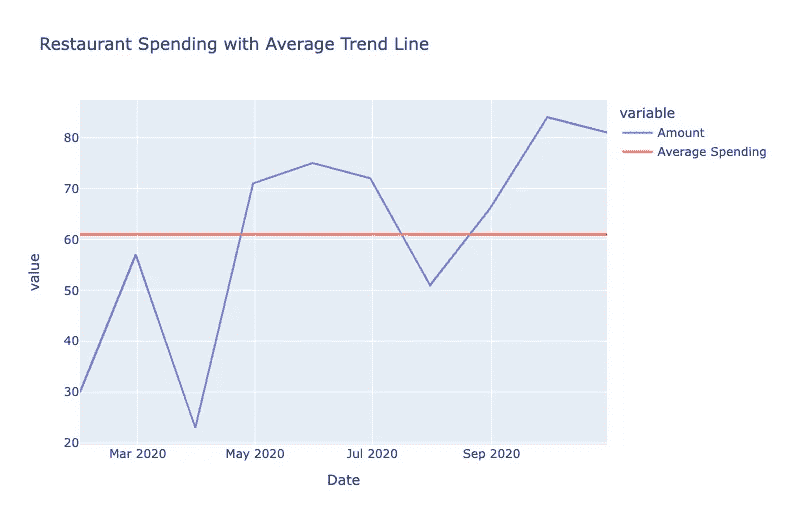 Restaurant Spending with Average Trend Line
variable
Amount
Average Spending
value
80
70
60
50
40
30
20
Mar 2020
May 2020
Jul 2020
Sep 2020
Date